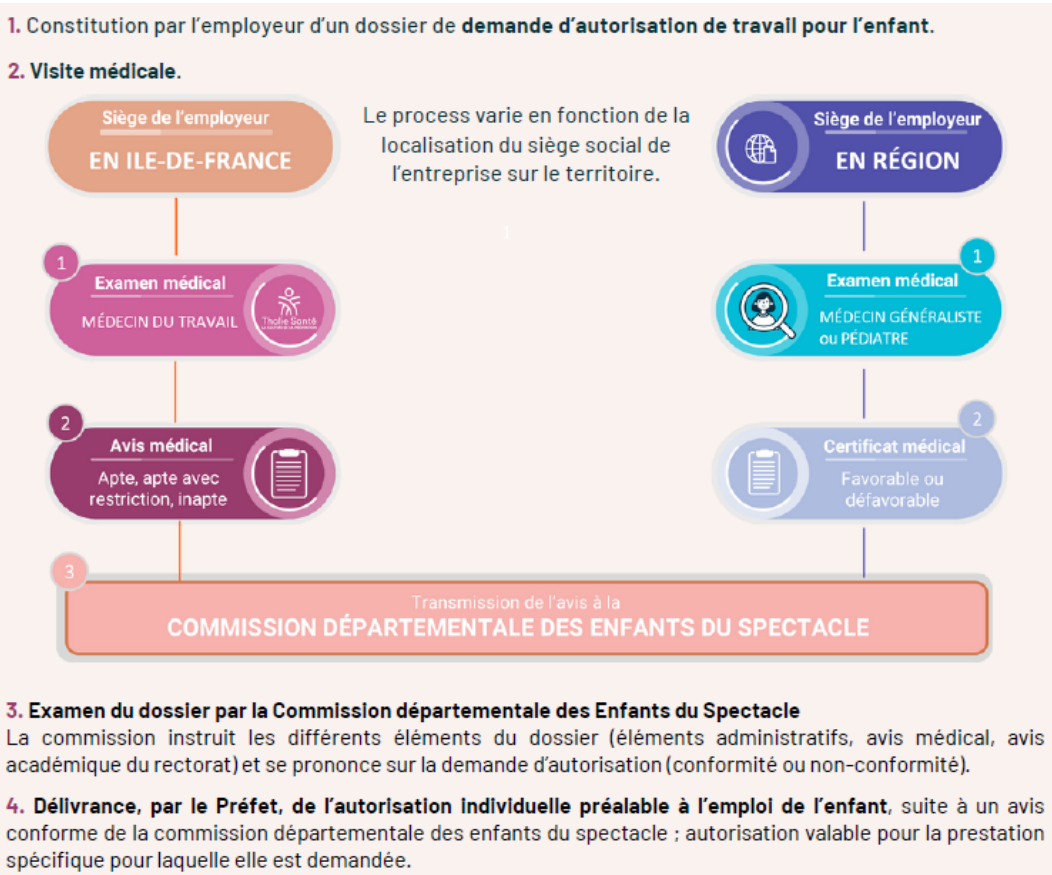 1. Constitution par l'employeur d'un dossier de demande d'autorisation de travail pour l'enfant.
2. Visite médicale.
Siège de l'employeur
EN ILE-DE-FRANCE
Le process varie en fonction de la
localisation du siège social de
l'entreprise sur le territoire.
Siège de l'employeur
EN RÉGION
1
1
Examen médical
MÉDECIN DU TRAVAIL
Thalie Santé
1
Examen médical
MÉDECIN GÉNÉRALISTE
ou PÉDIATRE
2
Avis médical
Apte, apte avec
restriction, inapte
2
Certificat médical
Favorable ou
défavorable
3
Transmission de l'avis à la
COMMISSION DÉPARTEMENTALE DES ENFANTS DU SPECTACLE
3. Examen du dossier par la Commission départementale des Enfants du Spectacle
La commission instruit les différents éléments du dossier (éléments administratifs, avis médical, avis
académique du rectorat) et se prononce sur la demande d'autorisation (conformité ou non-conformité).
4. Délivrance, par le Préfet, de l'autorisation individuelle préalable à l'emploi de l'enfant, suite à un avis
conforme de la commission départementale des enfants du spectacle ; autorisation valable pour la prestation
spécifique pour laquelle elle est demandée.